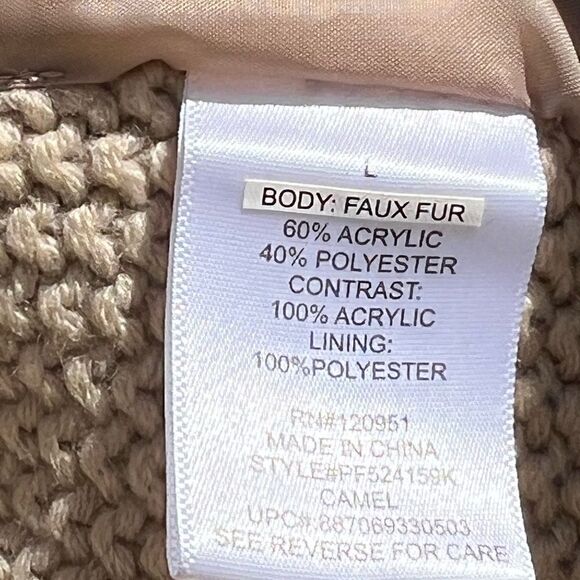 L
BODY: FAUX FUR
60% ACRYLIC
40% POLYESTER
CONTRAST:
100% ACRYLIC
LINING:
100%POLYESTER
RN#120951
MADE IN CHINA
STYLE#PF524159K
CAMEL
UPC#:887069330503
SEE REVERSE FOR CARE